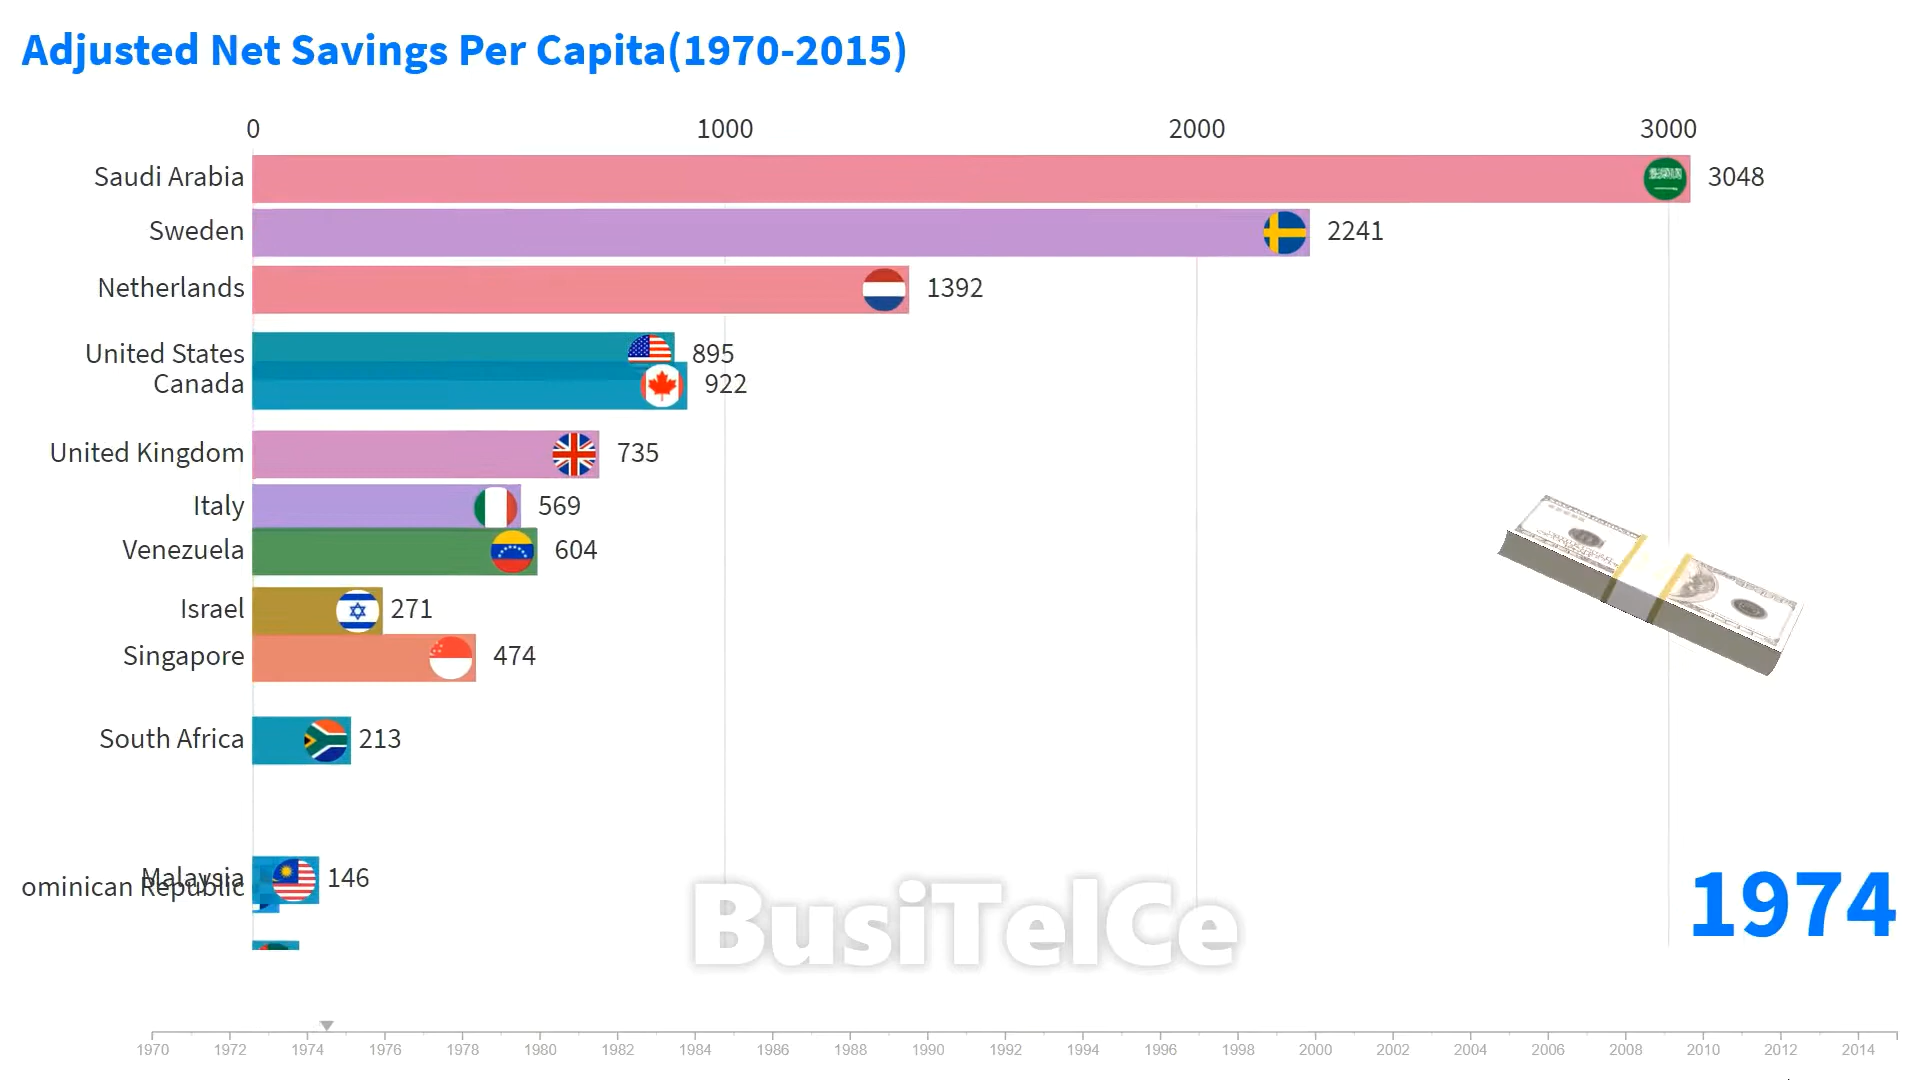 Adjusted Net Savings Per Capita(1970-2015)
0 1000 2000 3000
Saudi Arabia 3048
Sweden 2241
Netherlands 1392
United States 895
Canada 922
United Kingdom 735
Italy 569
Venezuela 604
Israel 271
Singapore 474
South Africa 213
Malaysia 146
ominican Republic
BusiTelCe
1974
1970 1972 1974 1976 1978 1980 1982 1984 1986 1988 1990 1992 1994 1996 1998 2000 2002 2004 2006 2008 2010 2012 2014